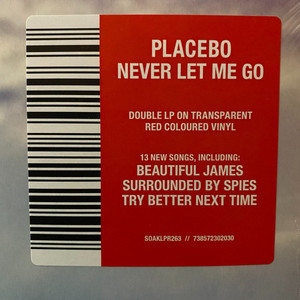 PLACEBO
NEVER LET ME GO
DOUBLE LP ON TRANSPARENT
RED COLOURED VINYL
13 NEW SONGS, INCLUDING:
BEAUTIFUL JAMES
SURROUNDED BY SPIES
TRY BETTER NEXT TIME
SOAKLPR263 // 738572302030